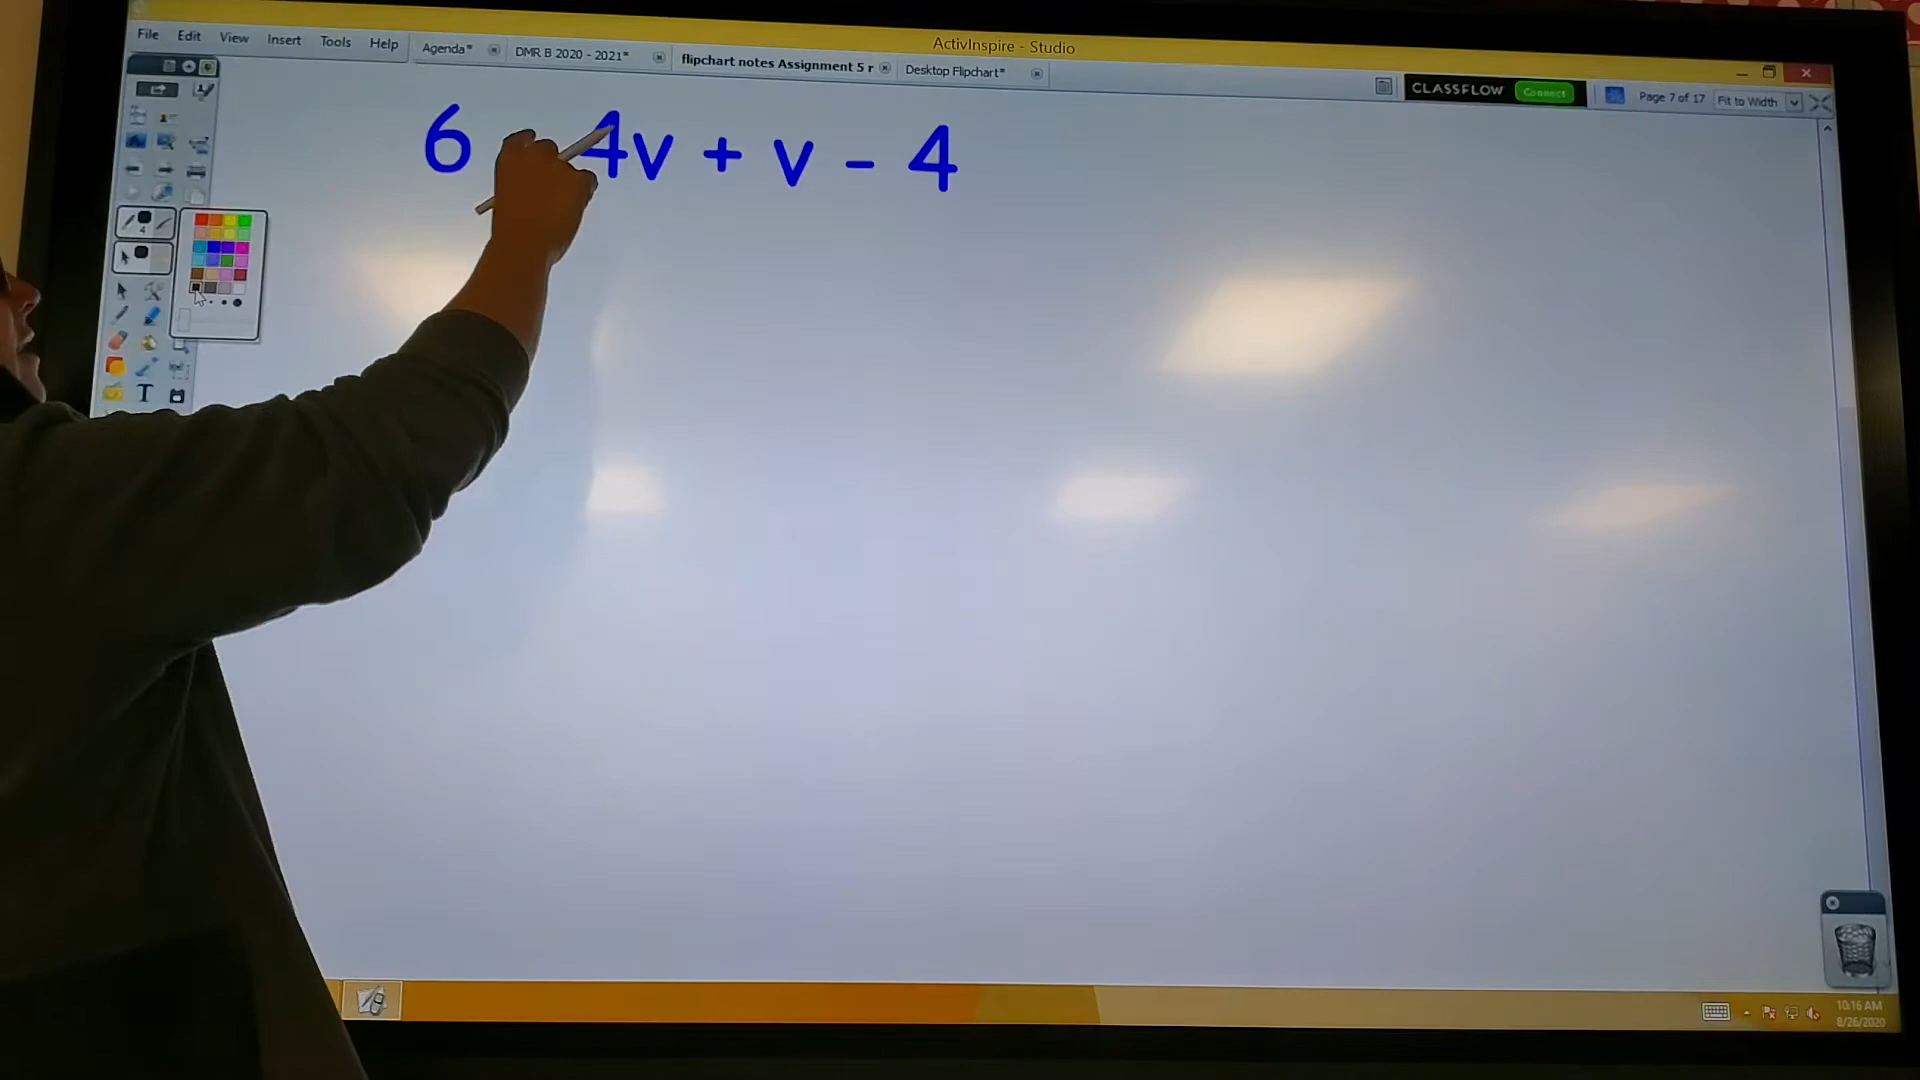 ActivInspire - Studio
File Edit View Insert Tools Help
Agenda* DMR B 2020 - 2021* flipchart notes Assignment 5 r Desktop Flipchart*
CLASSFLOW Connect Page 7 of 17 Fit to Width
6 4v + v - 4
4
T
10:16 AM
8/26/2020